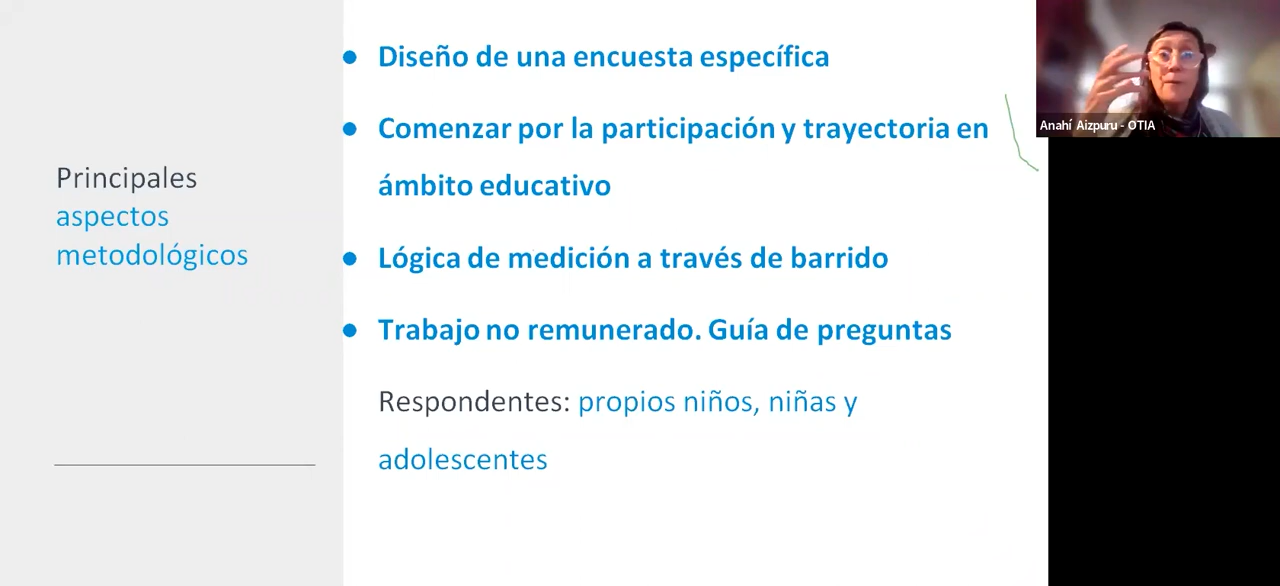 Principales
aspectos
metodológicos
• Diseño de una encuesta específica
• Comenzar por la participación y trayectoria en
ámbito educativo
• Lógica de medición a través de barrido
• Trabajo no remunerado. Guía de preguntas
Respondentes: propios niños, niñas y
adolescentes
Anahí Aizpuru - OTIA